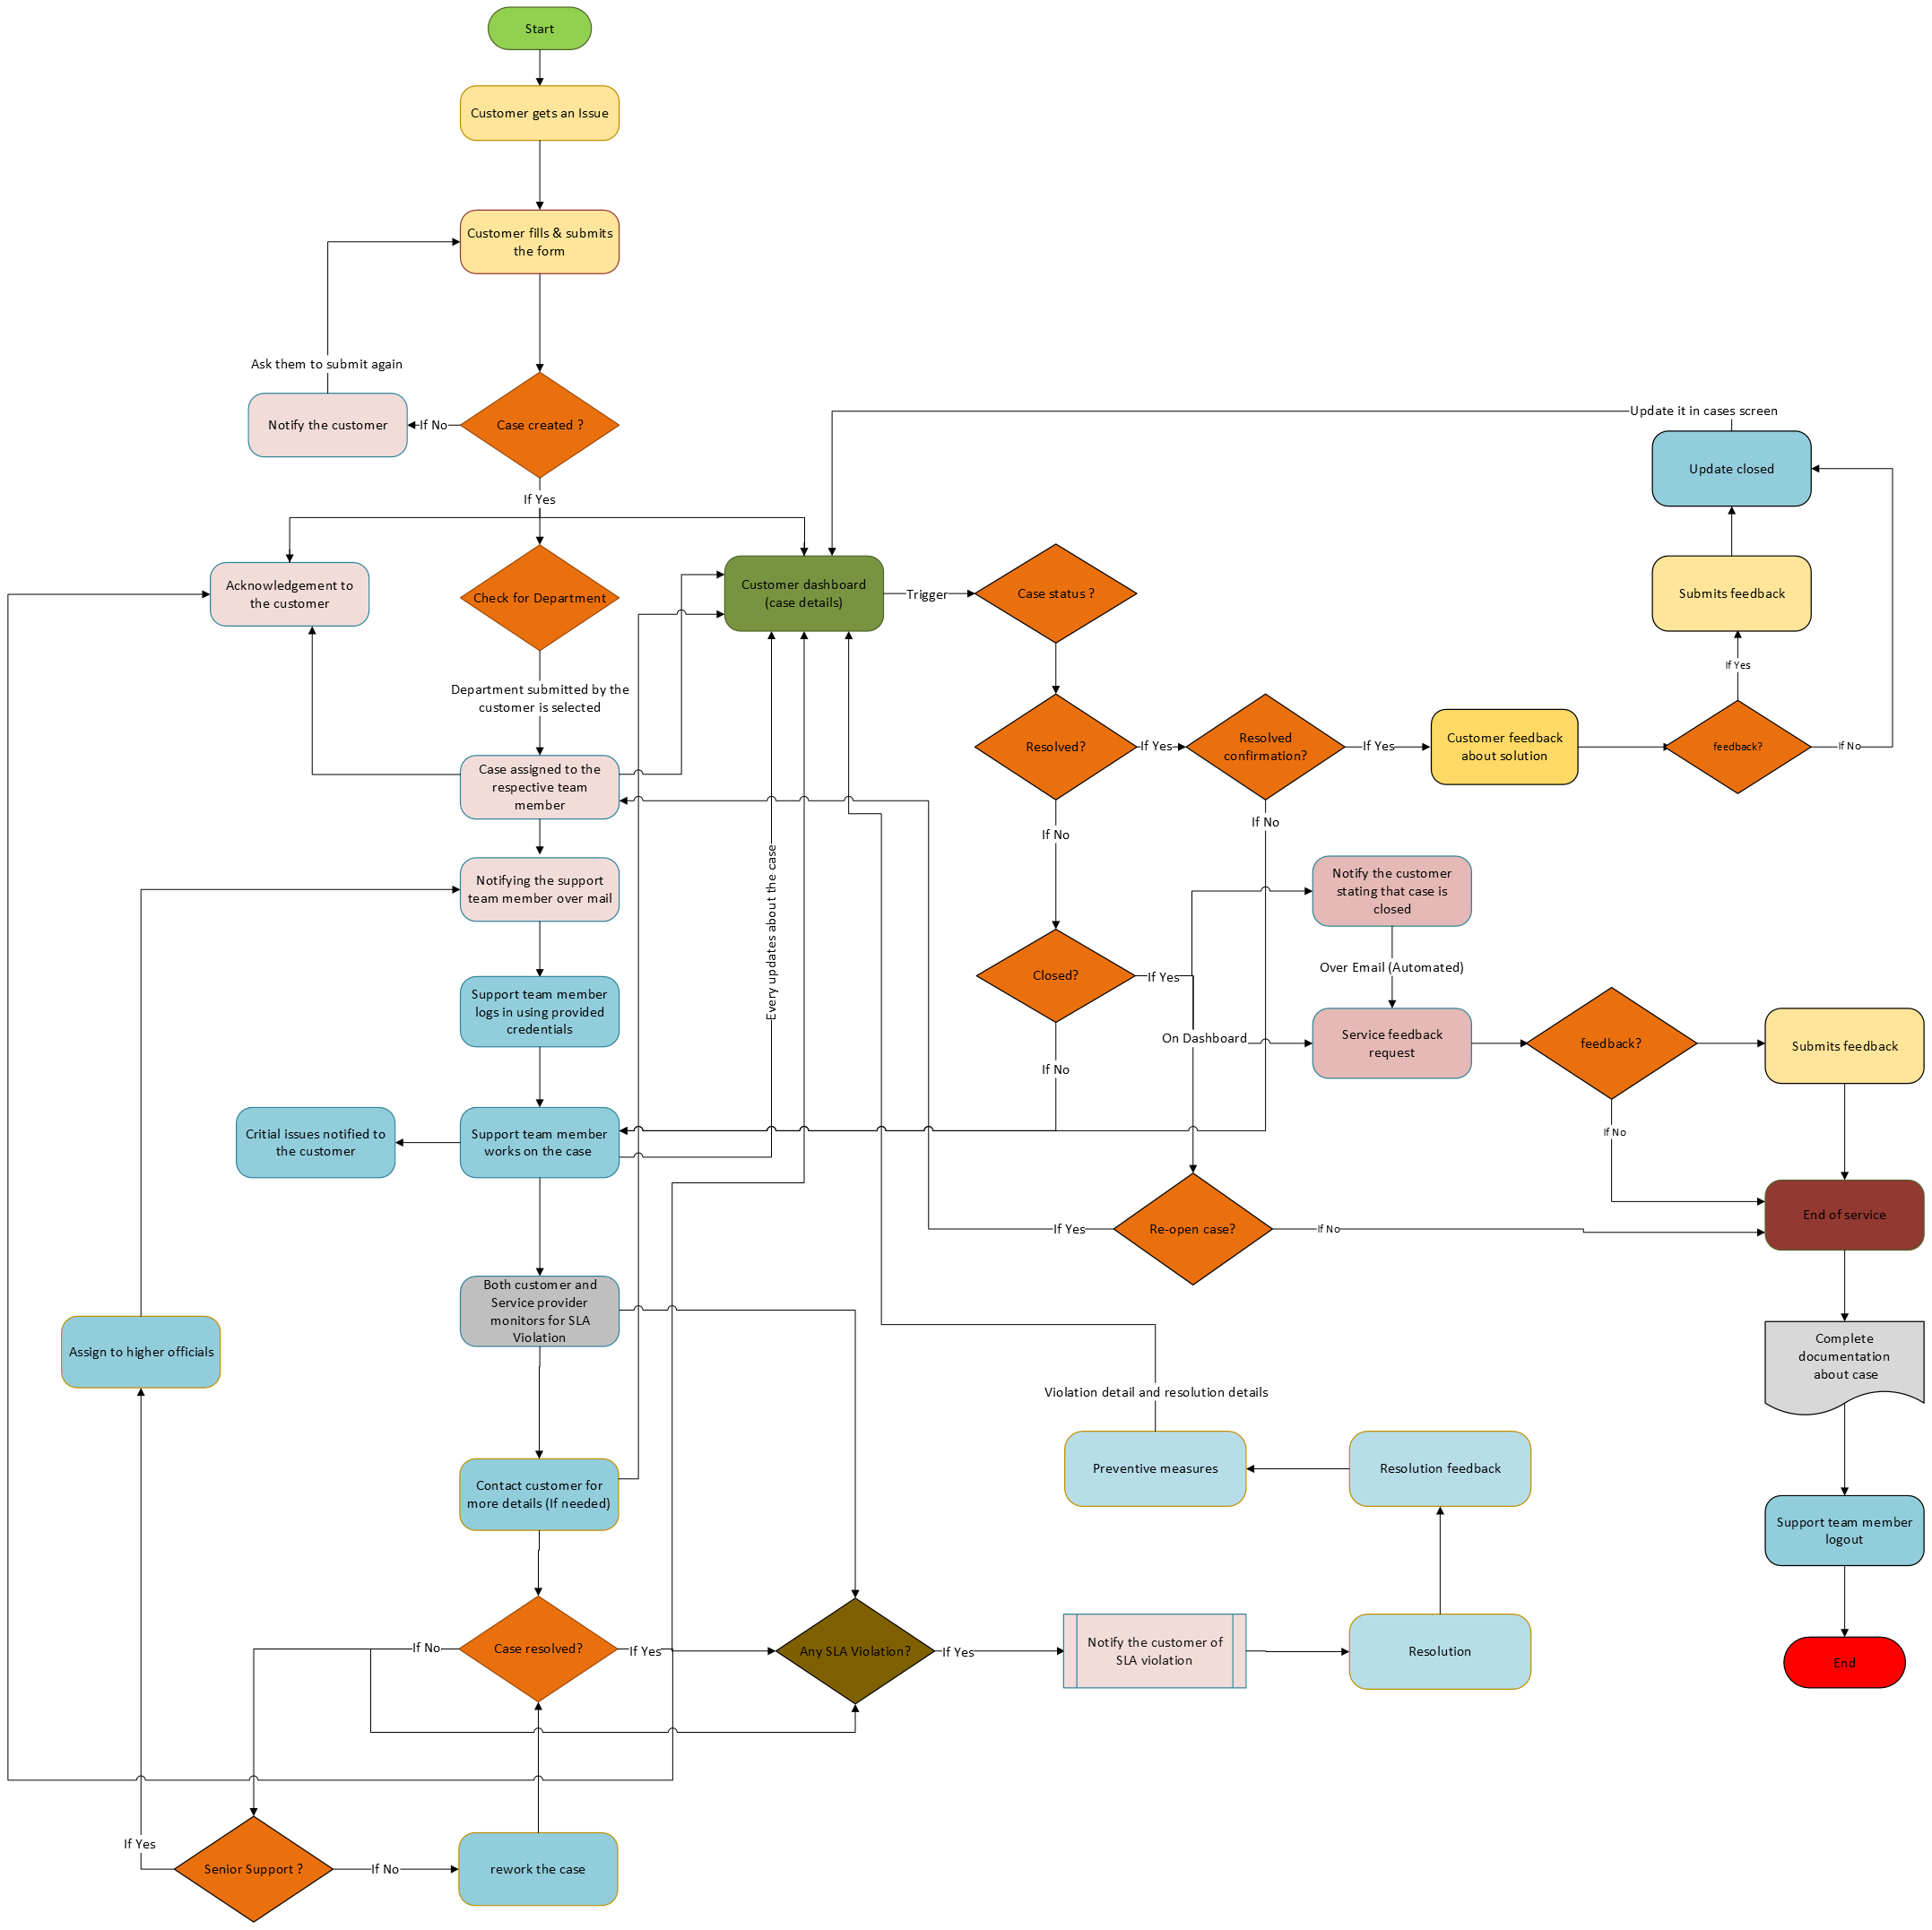 Start
Customer gets an Issue
Customer fills & submits
the form
Ask them to submit again
Notify the customer
If No
Case created ?
If Yes
Update it in cases screen
Update closed
Acknowledgement to
the customer
Check for Department
Customer dashboard
(case details)
Trigger
Case status ?
Submits feedback
If Yes
Department submitted by the
customer is selected
Resolved?
If Yes
Resolved
confirmation?
If Yes
Customer feedback
about solution
feedback?
If No
Case assigned to the
respective team
member
If No
If No
Every updates about the case
Notifying the support
team member over mail
Notify the customer
stating that case is
closed
Closed?
If Yes
Over Email (Automated)
Support team member
logs in using provided
credentials
On Dashboard
Service feedback
request
feedback?
Submits feedback
If No
If No
Critial issues notified to
the customer
Support team member
works on the case
If Yes
Re-open case?
If No
End of service
Both customer and
Service provider
monitors for SLA
Violation
Assign to higher officials
Complete
documentation
about case
Violation detail and resolution details
Preventive measures
Resolution feedback
Contact customer for
more details (If needed)
Support team member
logout
If No
Case resolved?
If Yes
Any SLA Violation?
If Yes
Notify the customer of
SLA violation
Resolution
End
If Yes
Senior Support ?
If No
rework the case